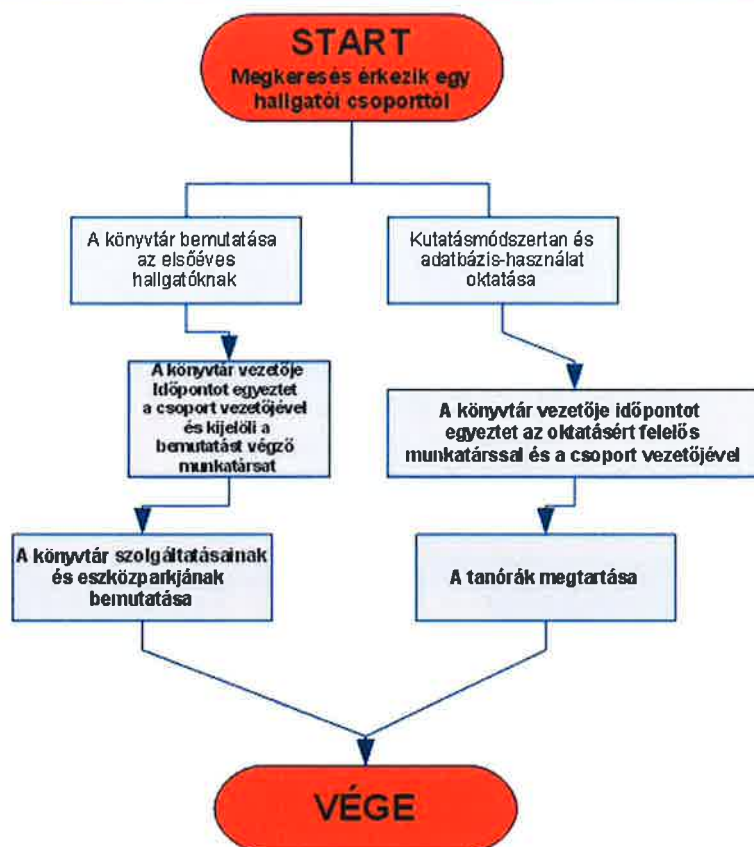 START
Megkeresés érkezik egy
hallgatói csoporttól
A könyvtár bemutatása
az elsőéves
hallgatóknak
Kutatásmódszertan és
adatbázis-használat
oktatása
A könyvtár vezetője
Időpontot egyeztet
a csoport vezetőjével
és kijelöli a
bemutatást végző
munkatársat
A könyvtár vezetője időpontot
egyeztet az oktatásért felelős
munkatárssal és a csoport vezetőjével
A könyvtár szolgáltatásainak
és eszközparkjának
bemutatása
A tanórák megtartása
VÉGE